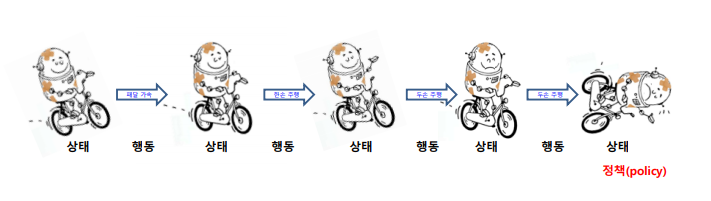 페달 가속
한손 주행
두손 주행
두손 주행
상태 행동 상태 행동 상태 행동 상태 행동 상태
정책(policy)